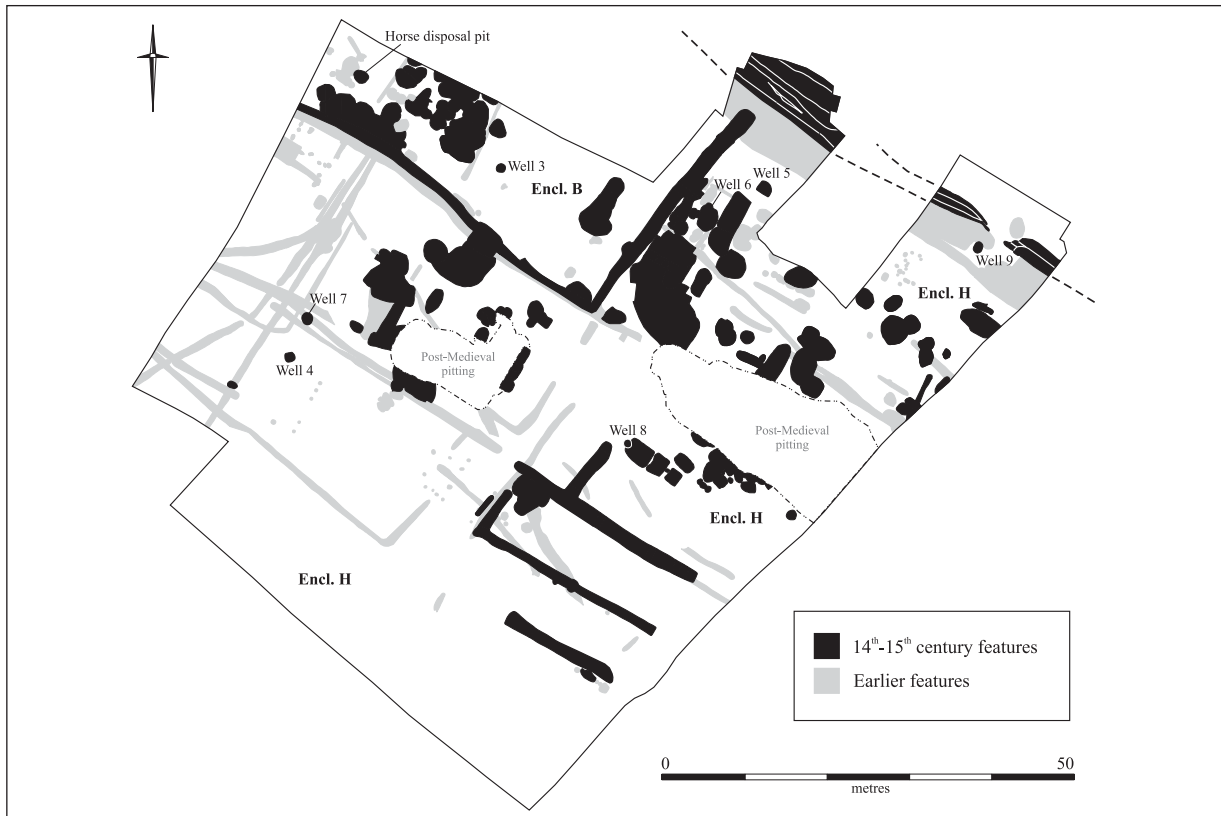 Horse disposal pit
Well 3
Encl. B
Well 5
Well 6
Well 9
Encl. H
Well 7
Well 4
Post-Medieval
pitting
Post-Medieval
pitting
Well 8
Encl. H
Encl. H
14th-15th century features
Earlier features
0 50
metres